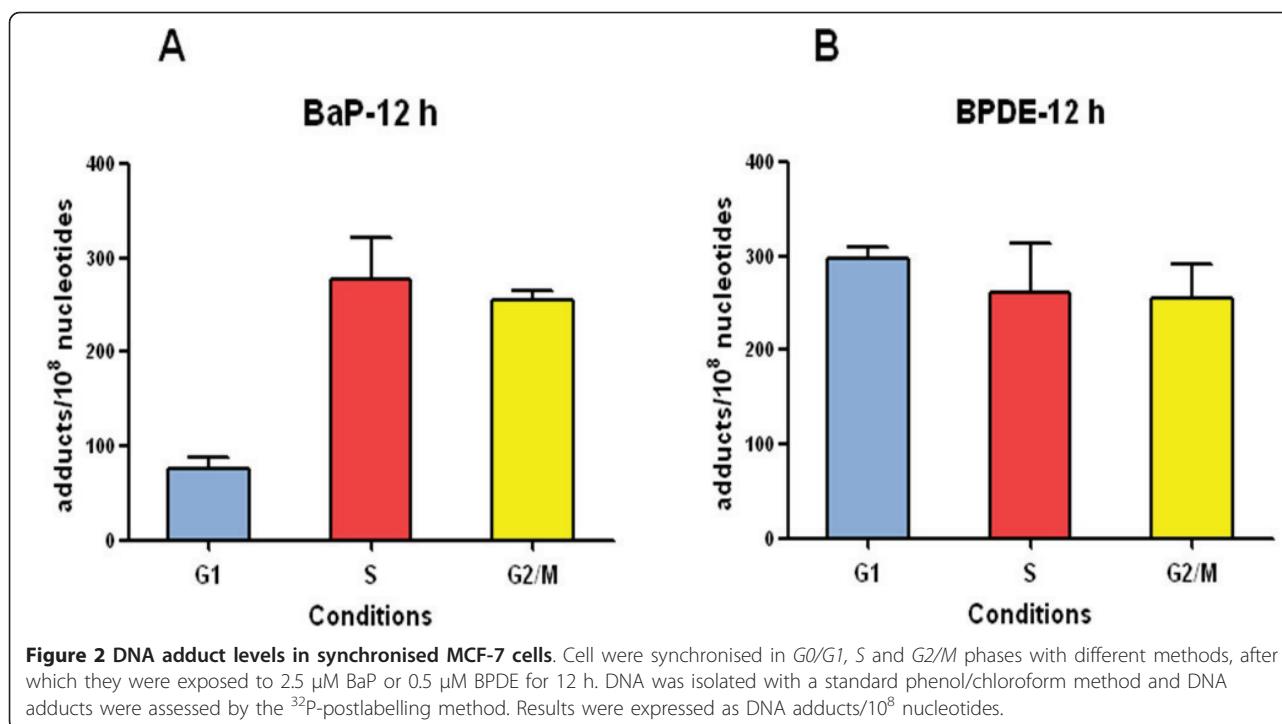 A
BaP-12 h
400
300
200
100
0
adducts/10⁸ nucleotides
G1 S G2/M
Conditions
B
BPDE-12 h
400
300
200
100
0
adducts/10⁸ nucleotides
G1 S G2/M
Conditions
Figure 2 DNA adduct levels in synchronised MCF-7 cells. Cell were synchronised in G0/G1, S and G2/M phases with different methods, after
which they were exposed to 2.5 μM BaP or 0.5 μM BPDE for 12 h. DNA was isolated with a standard phenol/chloroform method and DNA
adducts were assessed by the ³²P-postlabelling method. Results were expressed as DNA adducts/10⁸ nucleotides.